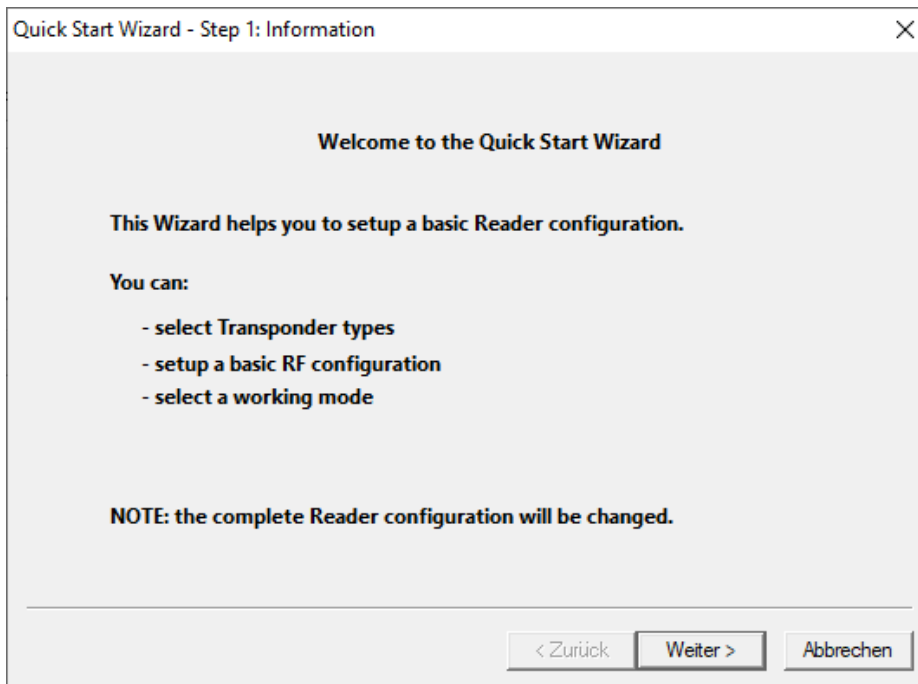 Quick Start Wizard - Step 1: Information
Welcome to the Quick Start Wizard
This Wizard helps you to setup a basic Reader configuration.
You can:
- select Transponder types
- setup a basic RF configuration
- select a working mode
NOTE: the complete Reader configuration will be changed.
< Zurück Weiter > Abbrechen